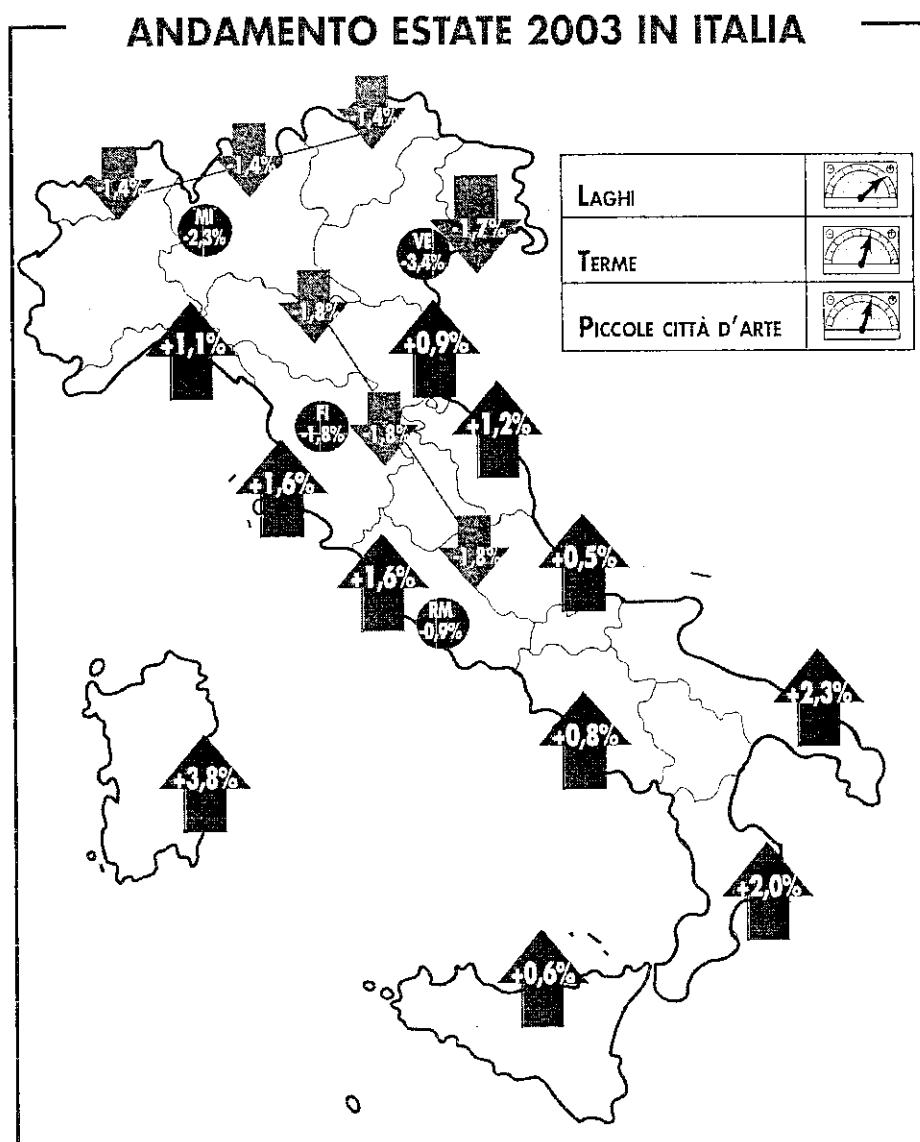 ANDAMENTO ESTATE 2003 IN ITALIA
-1,4%
-1,4%
-1,4%
LAGHI
TERME
PICCOLE CITTÀ D'ARTE
MI
-2,3%
VE
-3,4%
-1,7%
-1,8%
+1,1%
+0,9%
FI
-1,8%
-1,8%
+1,2%
+1,6%
-1,8%
+0,5%
+1,6%
RM
-0,9%
+2,3%
+0,8%
+3,8%
+2,0%
+0,6%